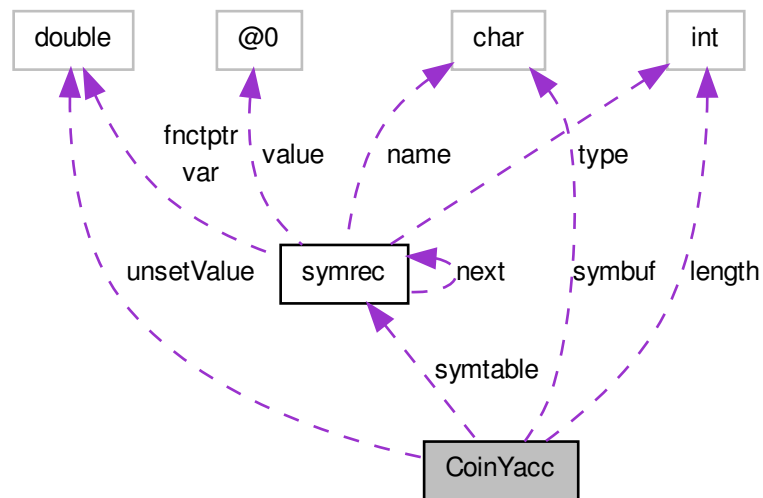 double
@0
char
int
fnctptr
var
value
name
type
unsetValue
symrec
next
symbuf
length
symtable
CoinYacc